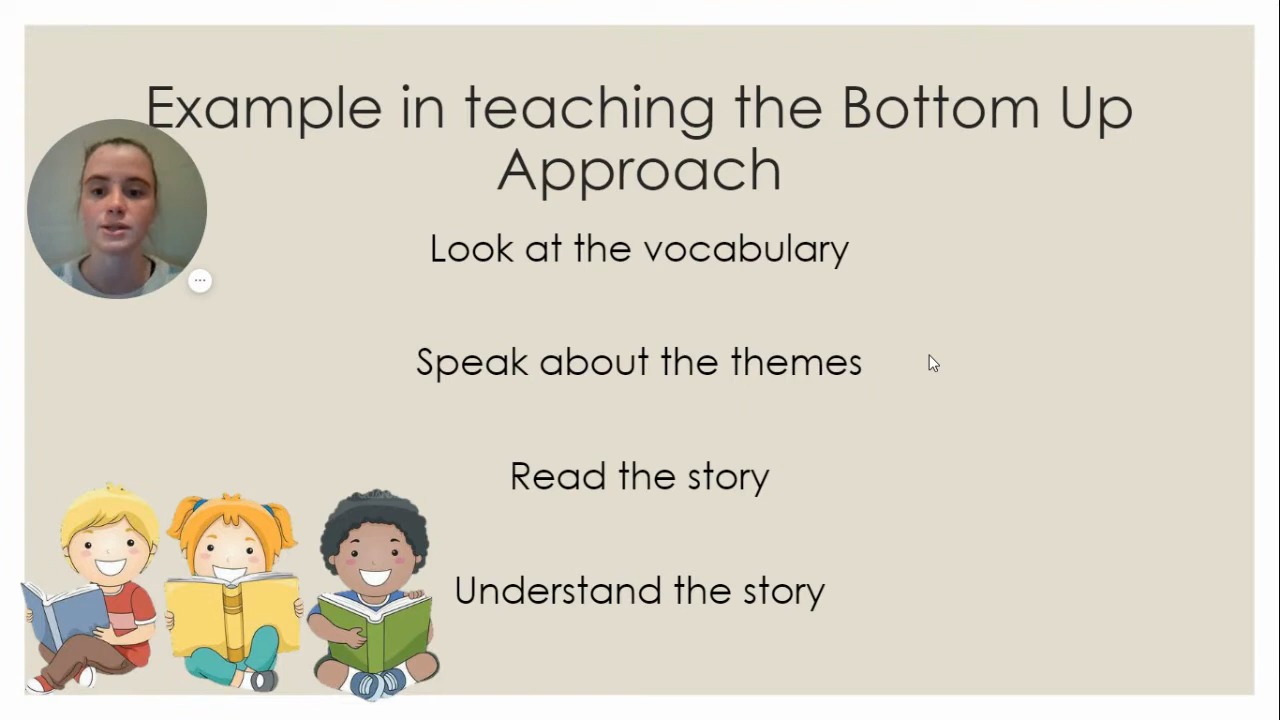 Example in teaching the Bottom Up
Approach
Look at the vocabulary
Speak about the themes
Read the story
Understand the story